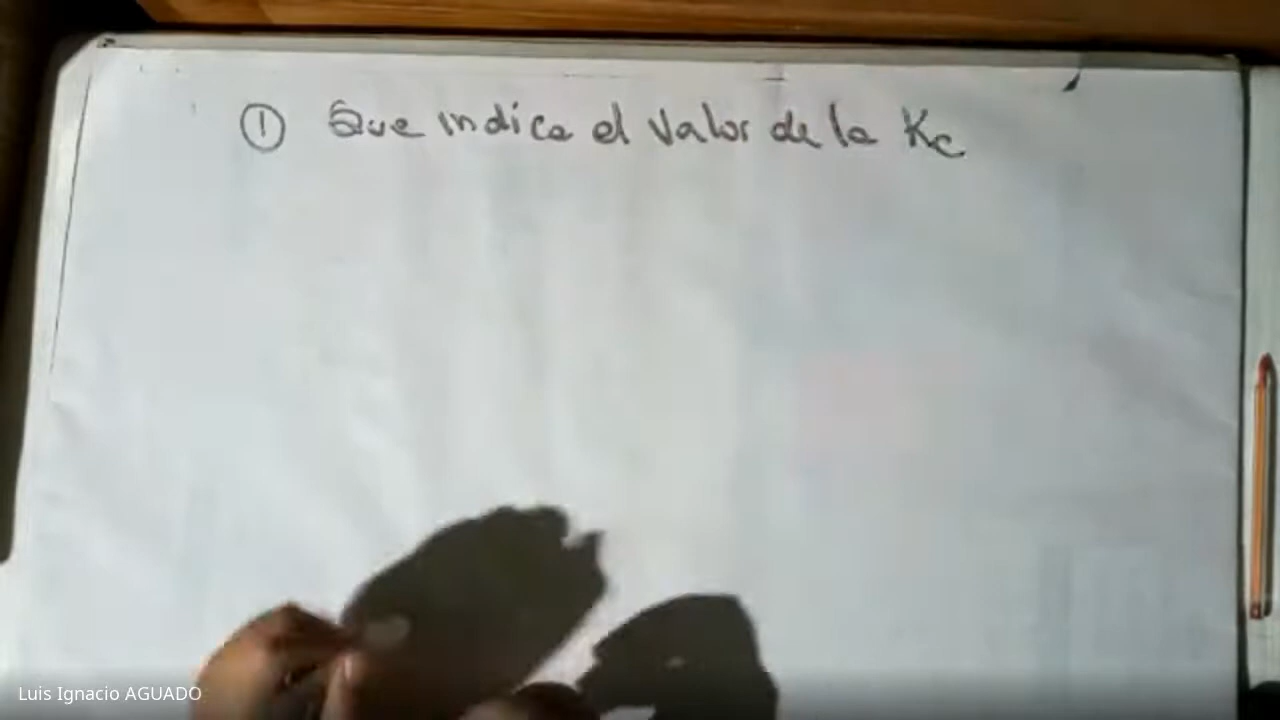 ① Que indica el valor de la Kc
Luis Ignacio AGUADO